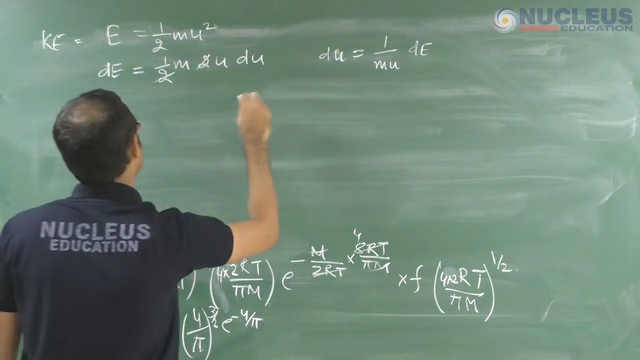 NUCLEUS
EDUCATION
KE = E = 1/2 mu²
dE = 1/2 m 2u du
du = 1/mu dE
(4×2RT/πM) e^(-M/2RT × 8RT/πM) × f (4×2RT/πM)^1/2
4
(4/π)^3/2 e^-4/π
NUCLEUS
EDUCATION